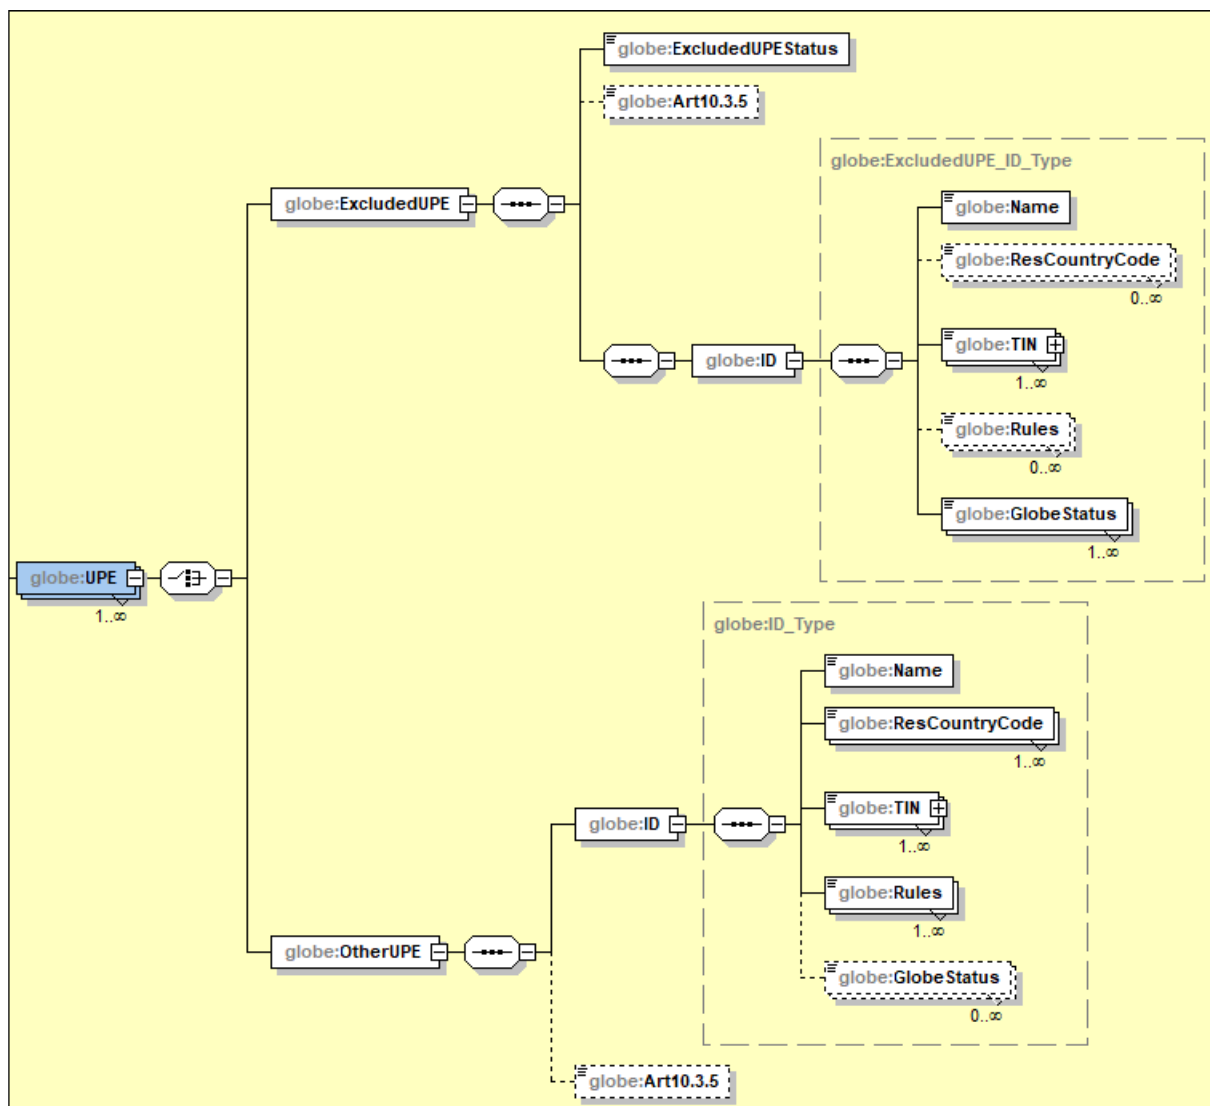 globe:ExcludedUPEStatus
globe:Art10.3.5
globe:ExcludedUPE_ID_Type
globe:ExcludedUPE
globe:Name
globe:ResCountryCode
0..∞
globe:ID
globe:TIN
1..∞
globe:Rules
0..∞
globe:GlobeStatus
1..∞
globe:UPE
1..∞
globe:ID_Type
globe:Name
globe:ResCountryCode
1..∞
globe:ID
globe:TIN
1..∞
globe:Rules
1..∞
globe:OtherUPE
globe:GlobeStatus
0..∞
globe:Art10.3.5